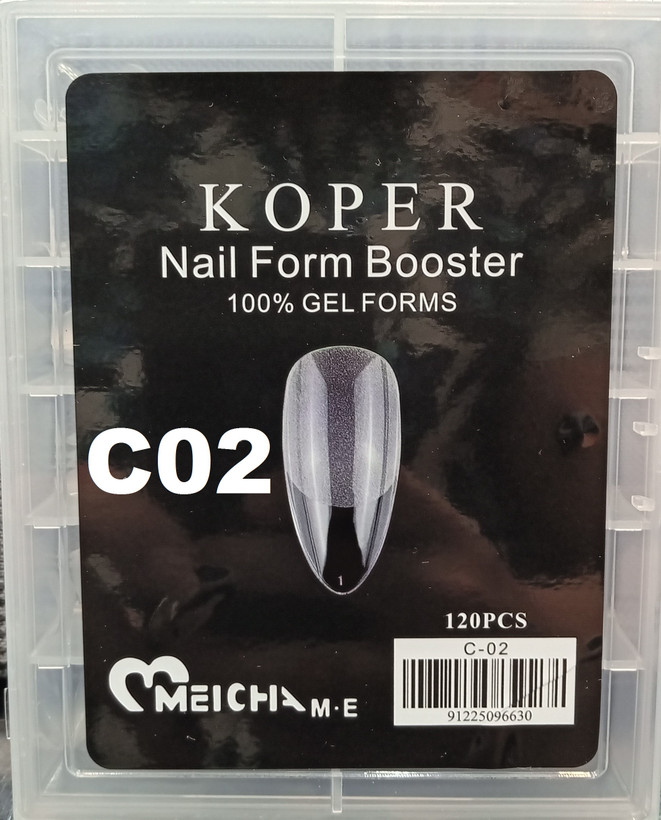 KOPER
Nail Form Booster
100% GEL FORMS
C02
1
120PCS
C-02
91225096630
MEICHA M·E